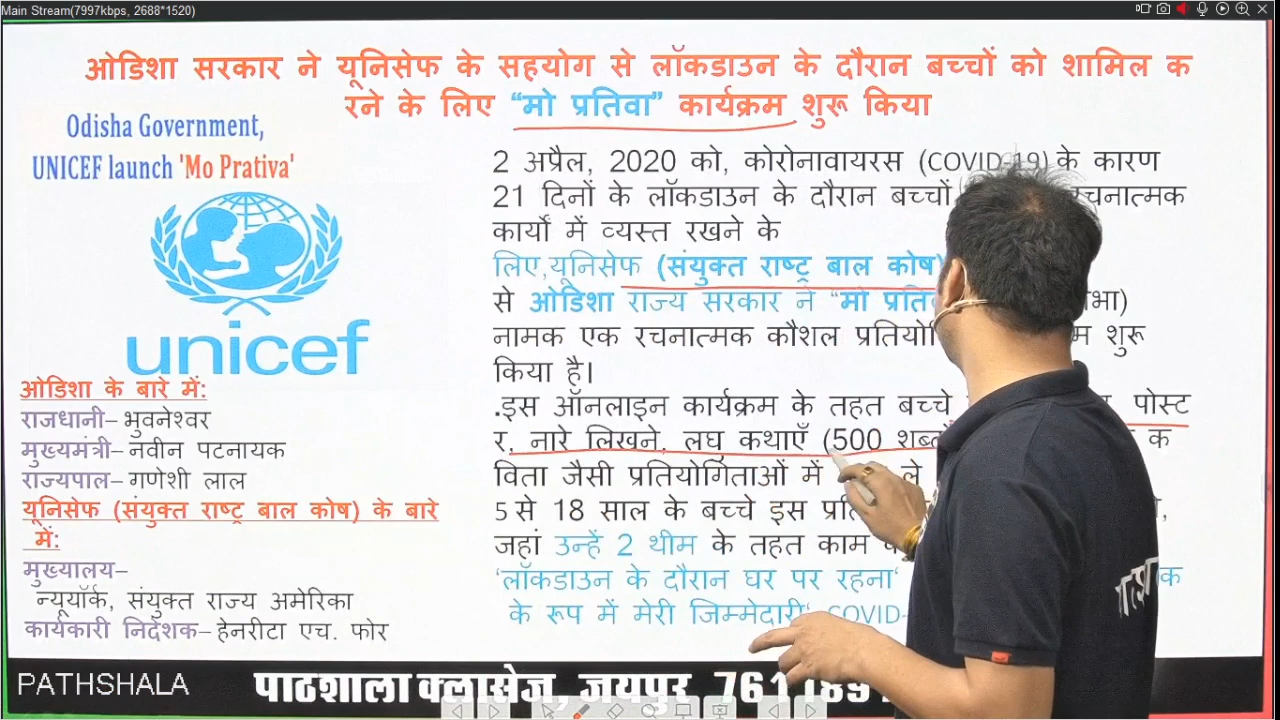 Main Stream(7997kbps, 2688*1520)
ओडिशा सरकार ने यूनिसेफ के सहयोग से लॉकडाउन के दौरान बच्चों को शामिल क
रने के लिए “मो प्रतिवा” कार्यक्रम शुरू किया
Odisha Government,
UNICEF launch 'Mo Prativa'
unicef
ओडिशा के बारे में:
राजधानी– भुवनेश्वर
मुख्यमंत्री– नवीन पटनायक
राज्यपाल– गणेशी लाल
यूनिसेफ (संयुक्त राष्ट्र बाल कोष) के बारे
में:
मुख्यालय–
न्यूयॉर्क, संयुक्त राज्य अमेरिका
कार्यकारी निर्देशक– हेनरीटा एच. फोर
2 अप्रैल, 2020 को, कोरोनावायरस (COVID-19) के कारण
21 दिनों के लॉकडाउन के दौरान बच्चों रचनात्मक
कार्यों में व्यस्त रखने के
लिए,यूनिसेफ (संयुक्त राष्ट्र बाल कोष)
से ओडिशा राज्य सरकार ने “मो
नामक एक रचनात्मक कौशल शुरू
किया है।
.इस ऑनलाइन कार्यक्रम के तहत बच्चे पोस्ट
र, नारे लिखने, लघु कथाएँ (500 क
विता जैसी प्रतियोगिताओं में ले
5 से 18 साल के बच्चे इस
जहां उन्हें 2 थीम के तहत काम
‘लॉकडाउन के दौरान घर पर रहना‘ क
के रूप में मेरी जिम्मेदारी‘ COVID-
PATHSHALA पाठशाला क्लासेज, जयपुर